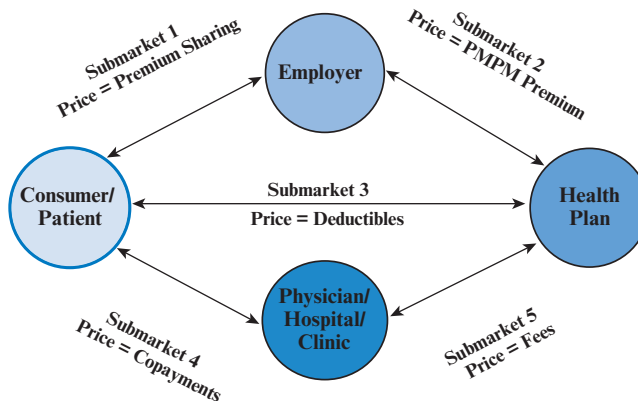 Submarket 1
Price = Premium Sharing
Employer
Submarket 2
Price = PMPM Premium
Consumer/
Patient
Submarket 3
Price = Deductibles
Health
Plan
Physician/
Hospital/
Clinic
Submarket 4
Price = Copayments
Submarket 5
Price = Fees